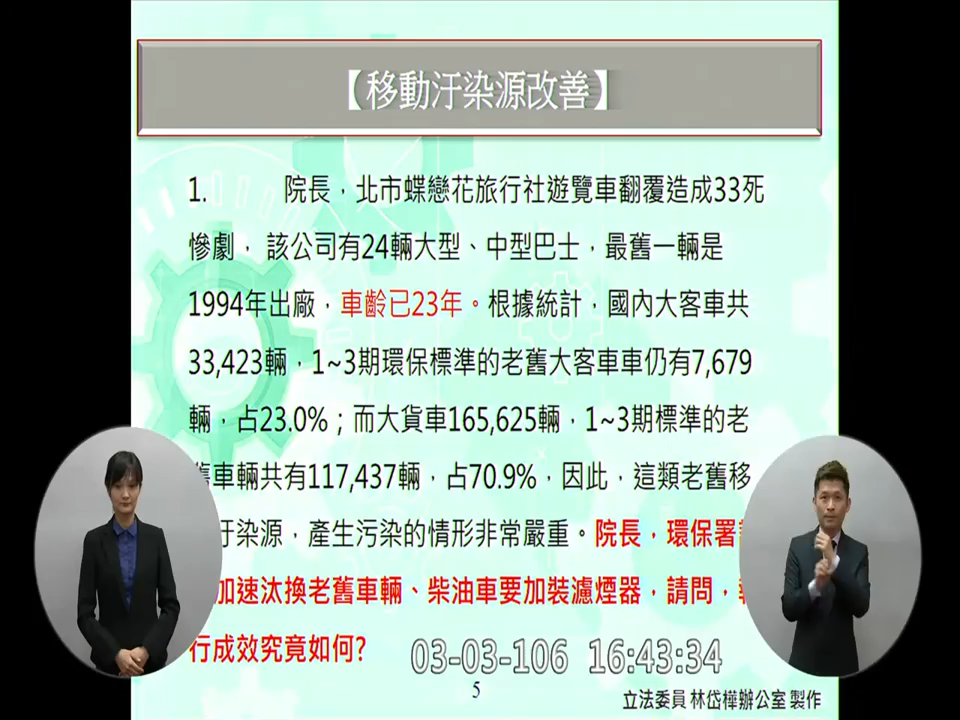 【移動汙染源改善】
1. 院長，北市蝶戀花旅行社遊覽車翻覆造成33死
慘劇， 該公司有24輛大型、中型巴士，最舊一輛是
1994年出廠，車齡已23年。根據統計，國內大客車共
33,423輛，1~3期環保標準的老舊大客車車仍有7,679
輛，占23.0%；而大貨車165,625輛，1~3期標準的老
車輛共有117,437輛，占70.9%，因此，這類老舊移
汙染源，產生污染的情形非常嚴重。院長，環保署
加速汰換老舊車輛、柴油車要加裝濾煙器，請問，
行成效究竟如何?
03-03-106 16:43:34
5
立法委員 林岱樺辦公室 製作